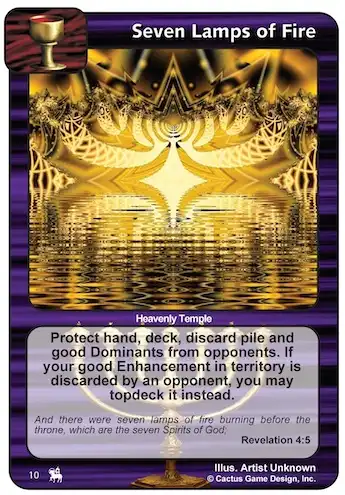 Seven Lamps of Fire
Heavenly Temple
Protect hand, deck, discard pile and
good Dominants from opponents. If
your good Enhancement in territory is
discarded by an opponent, you may
topdeck it instead.
And there were seven lamps of fire burning before the
throne, which are the seven Spirits of God;
Revelation 4:5
Illus. Artist Unknown
10
© Cactus Game Design, Inc.